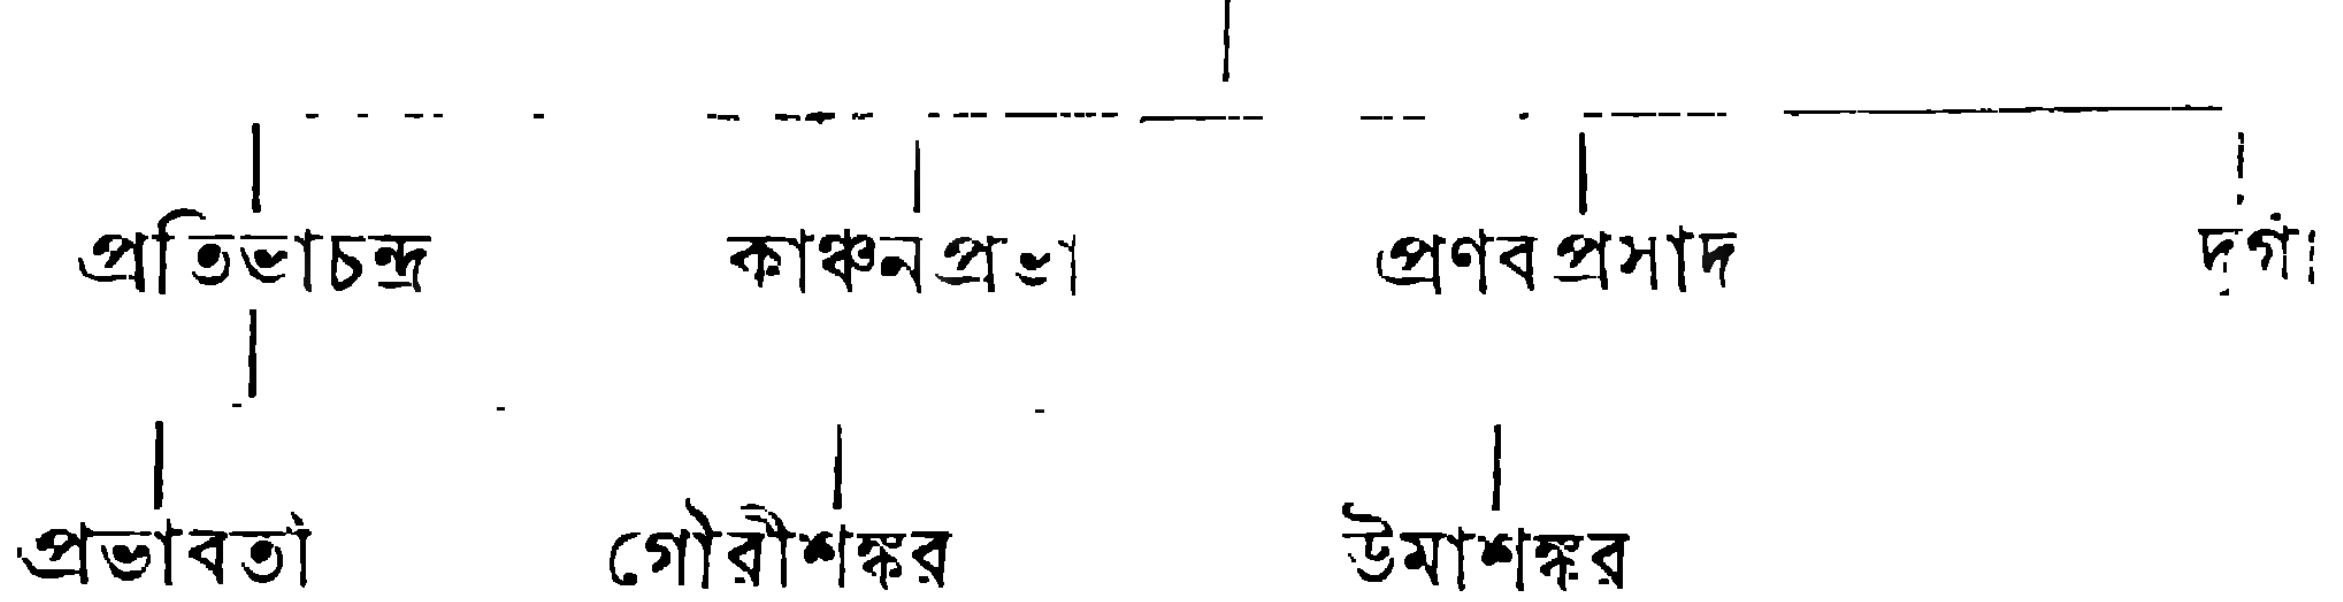 প্রতিভাচন্দ্র কাঞ্চনপ্রভা প্রণবপ্রসাদ দুর্গা
প্রভাবতী গৌরীশঙ্কর উমাশঙ্কর